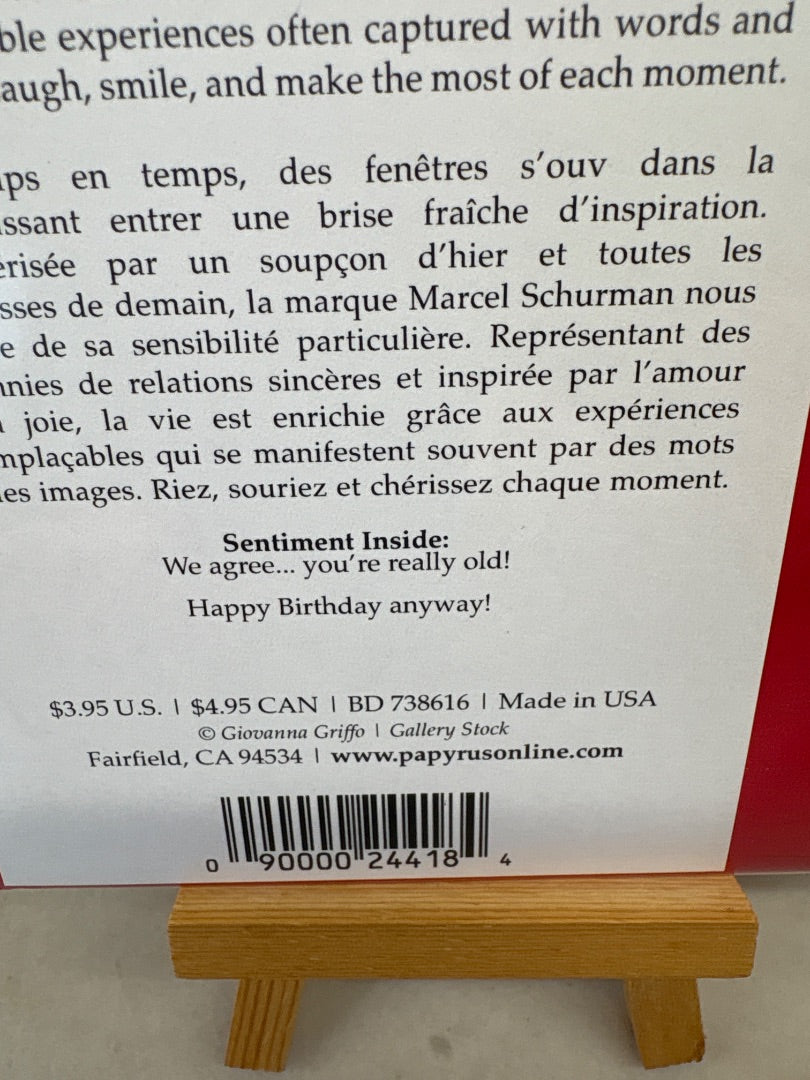 ble experiences often captured with words and
augh, smile, and make the most of each moment.
ps en temps, des fenêtres s'ouv dans la
ssant entrer une brise fraîche d'inspiration.
érisée par un soupçon d'hier et toutes les
sses de demain, la marque Marcel Schurman nous
e de sa sensibilité particulière. Représentant des
nies de relations sincères et inspirée par l'amour
joie, la vie est enrichie grâce aux expériences
mplaçables qui se manifestent souvent par des mots
es images. Riez, souriez et chérissez chaque moment.
Sentiment Inside:
We agree... you're really old!
Happy Birthday anyway!
$3.95 U.S. | $4.95 CAN | BD 738616 | Made in USA
© Giovanna Griffo | Gallery Stock
Fairfield, CA 94534 | www.papyrusonline.com
0 90000 24418 4